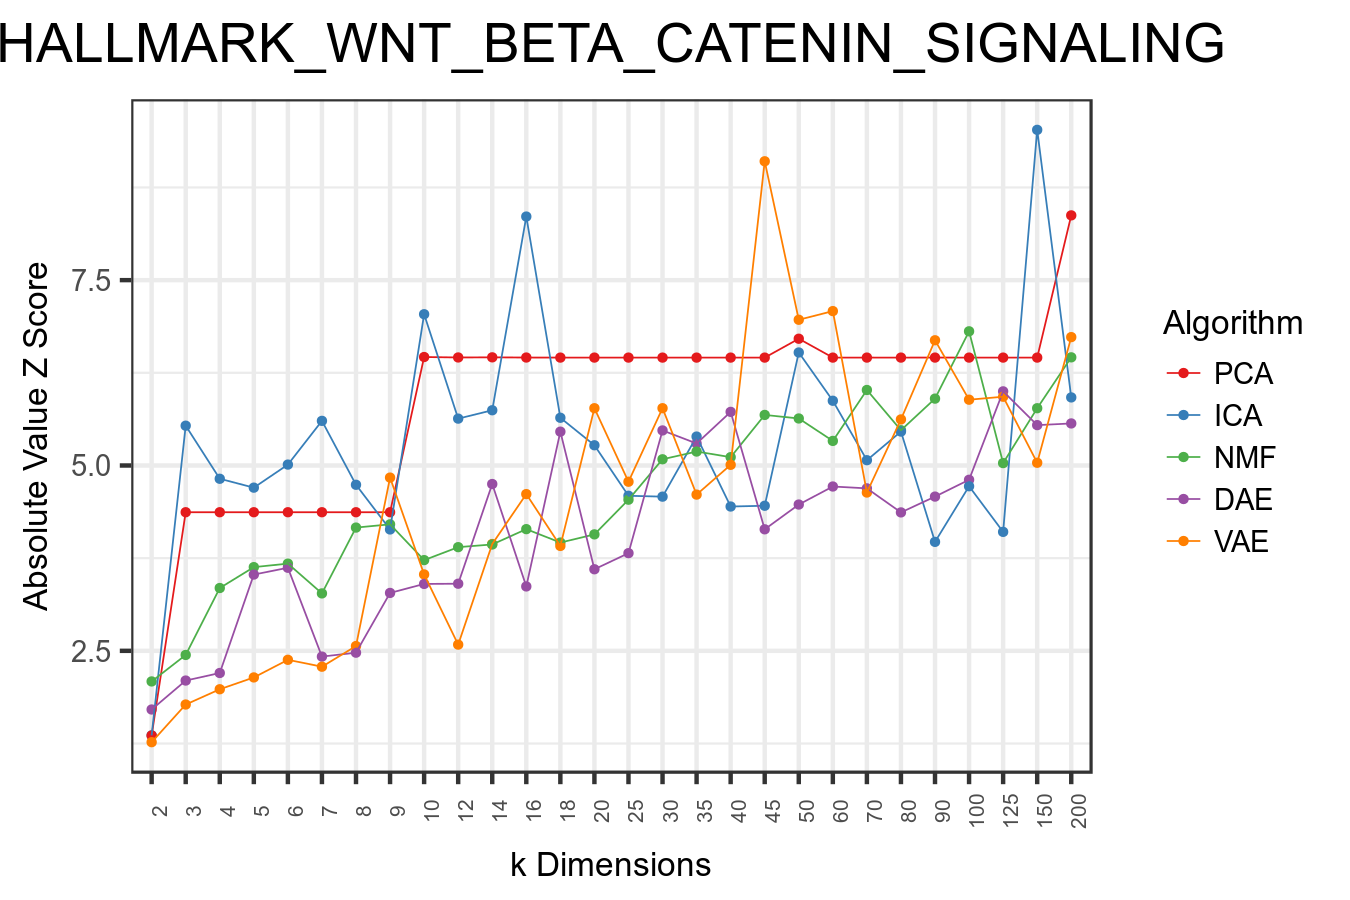 HALLMARK_WNT_BETA_CATENIN_SIGNALING
Absolute Value Z Score
7.5
5.0
2.5
2 3 4 5 6 7 8 9 10 12 14 16 18 20 25 30 35 40 45 50 60 70 80 90 100 125 150 200
k Dimensions
Algorithm
PCA
ICA
NMF
DAE
VAE